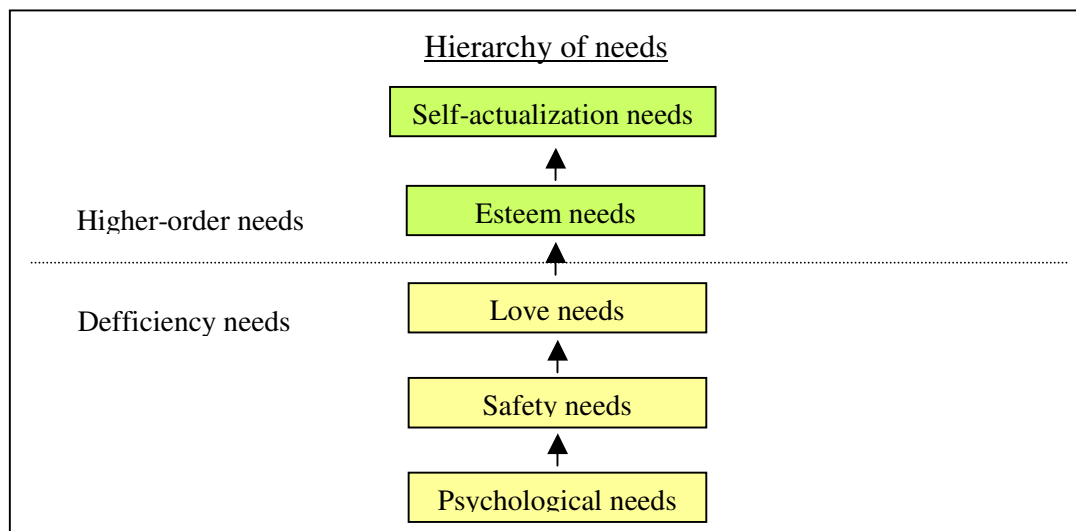 Hierarchy of needs
Self-actualization needs
Esteem needs
Higher-order needs
Love needs
Defficiency needs
Safety needs
Psychological needs